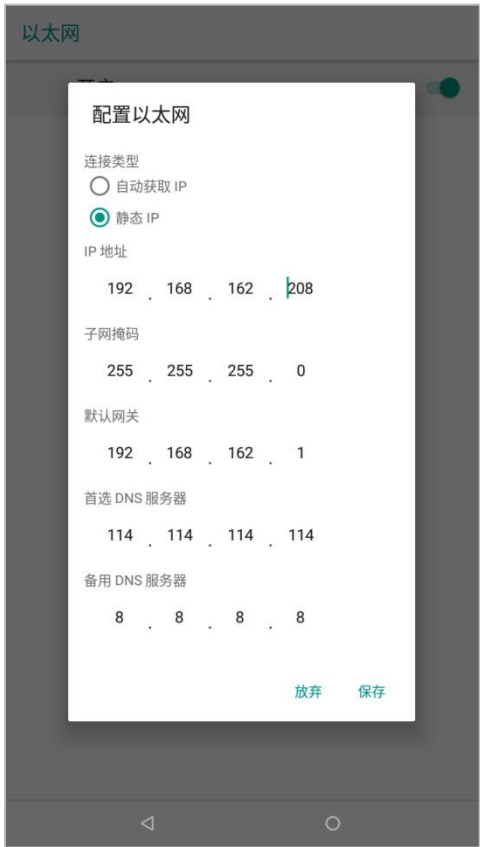 以太网
配置以太网
连接类型
自动获取 IP
静态 IP
IP 地址
192 . 168 . 162 . 208
子网掩码
255 . 255 . 255 . 0
默认网关
192 . 168 . 162 . 1
首选 DNS 服务器
114 . 114 . 114 . 114
备用 DNS 服务器
8 . 8 . 8 . 8
放弃 保存